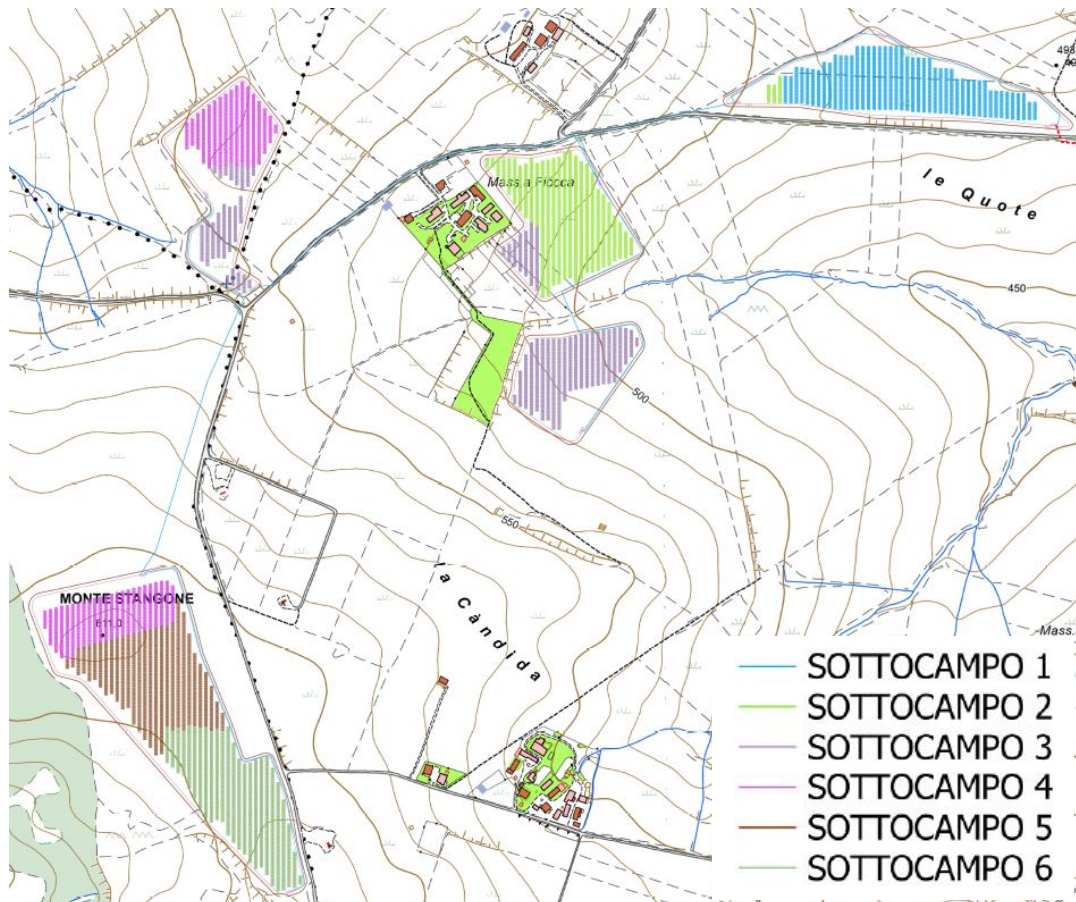 498
Mass.a Fiocca
le Quote
450
500
550
la Càndida
MONTE STANGONE
611,0
Mass.
SOTTOCAMPO 1
SOTTOCAMPO 2
SOTTOCAMPO 3
SOTTOCAMPO 4
SOTTOCAMPO 5
SOTTOCAMPO 6